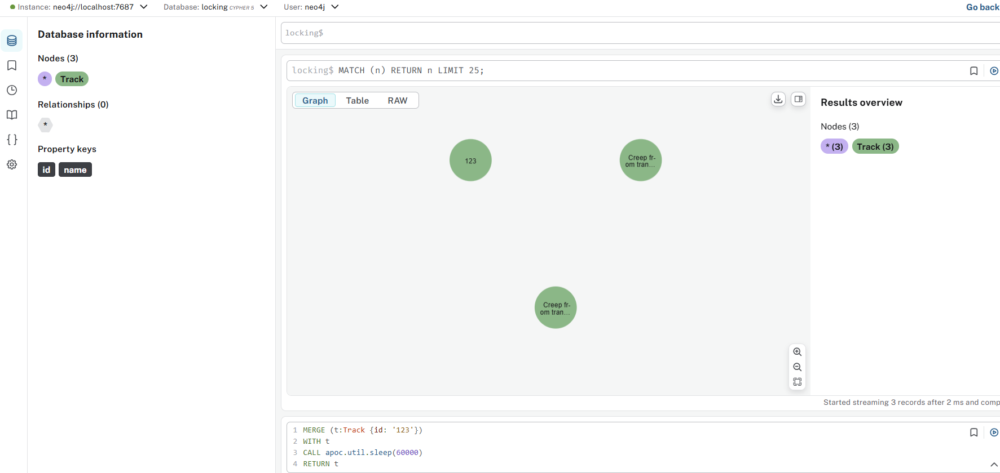 Instance: neo4j://localhost:7687 Database: locking CYPHER 5 User: neo4j Go back
Database information
Nodes (3)
* Track
Relationships (0)
*
Property keys
id name
locking$
locking$ MATCH (n) RETURN n LIMIT 25;
Graph Table RAW
123
Creep fr-
om tran...
Creep fr-
om tran...
Results overview
Nodes (3)
* (3) Track (3)
Started streaming 3 records after 2 ms and comp
1 MERGE (t:Track {id: '123'})
2 WITH t
3 CALL apoc.util.sleep(60000)
4 RETURN t